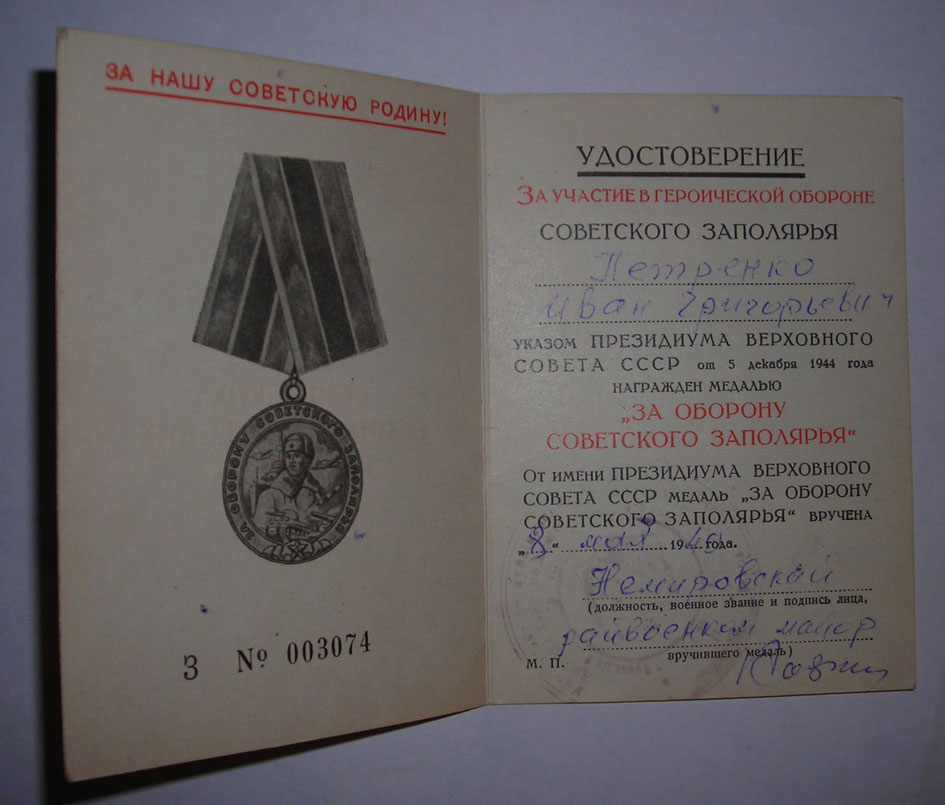 ЗА НАШУ СОВЕТСКУЮ РОДИНУ!
ЗА ОБОРОНУ СОВЕТСКОГО ЗАПОЛЯРЬЯ
З № 003074
УДОСТОВЕРЕНИЕ
ЗА УЧАСТИЕ В ГЕРОИЧЕСКОЙ ОБОРОНЕ
СОВЕТСКОГО ЗАПОЛЯРЬЯ
Петренко
Иван Григорьевич
УКАЗОМ ПРЕЗИДИУМА ВЕРХОВНОГО
СОВЕТА СССР от 5 декабря 1944 года
НАГРАЖДЕН МЕДАЛЬЮ
„ЗА ОБОРОНУ
СОВЕТСКОГО ЗАПОЛЯРЬЯ“
От имени ПРЕЗИДИУМА ВЕРХОВНОГО
СОВЕТА СССР МЕДАЛЬ „ЗА ОБОРОНУ
СОВЕТСКОГО ЗАПОЛЯРЬЯ“ ВРУЧЕНА
„8“ мая 19 года.
Немировский
(должность, военное звание и подпись лица,
райвоенком майор
М. П. вручившего медаль)